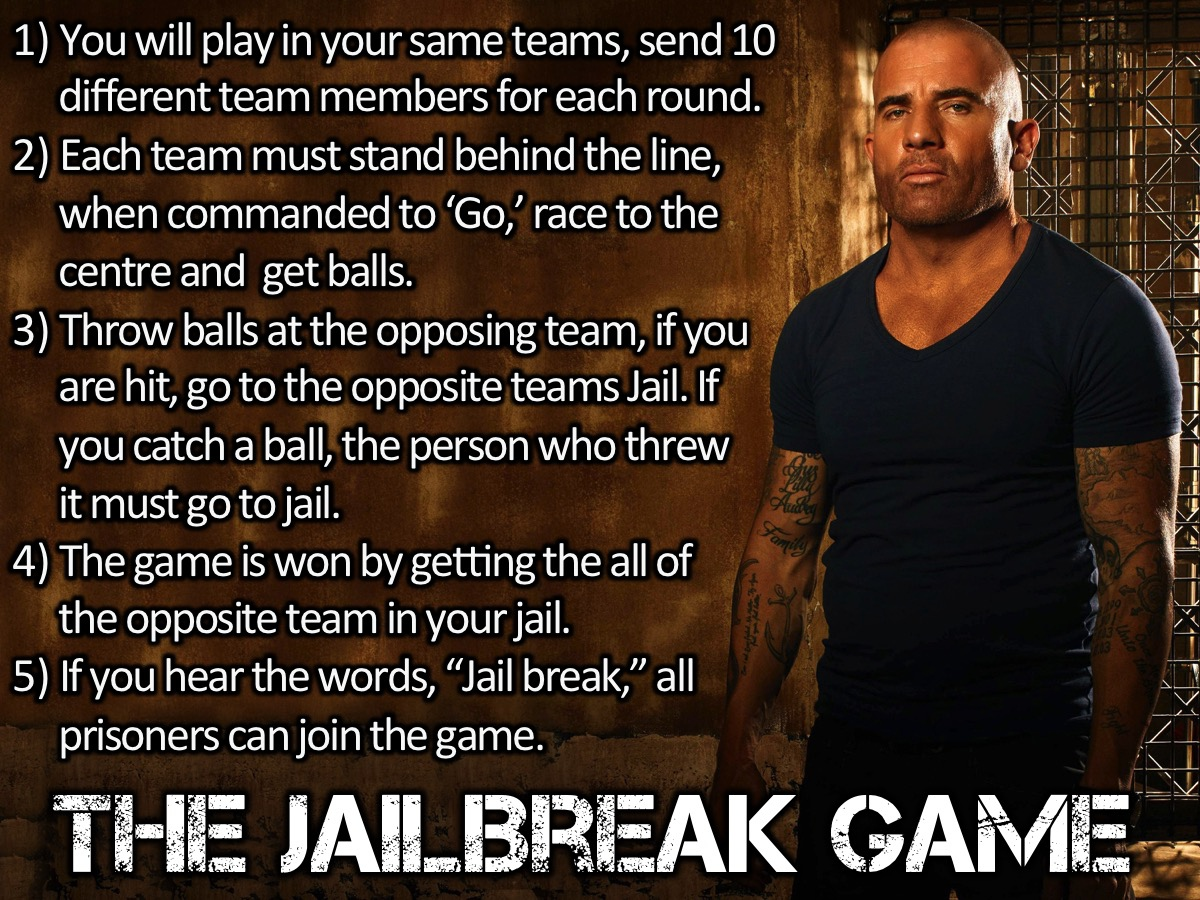 1) You will play in your same teams, send 10
different team members for each round.
2) Each team must stand behind the line,
when commanded to ‘Go,’ race to the
centre and  get balls.
3) Throw balls at the opposing team, if you
are hit, go to the opposite teams Jail. If
you catch a ball, the person who threw
it must go to jail.
4) The game is won by getting the all of
the opposite team in your jail.
5) If you hear the words, “Jail break,” all
prisoners can join the game.
THE JAILBREAK GAME
Gus
Lilly
Audrey
Family